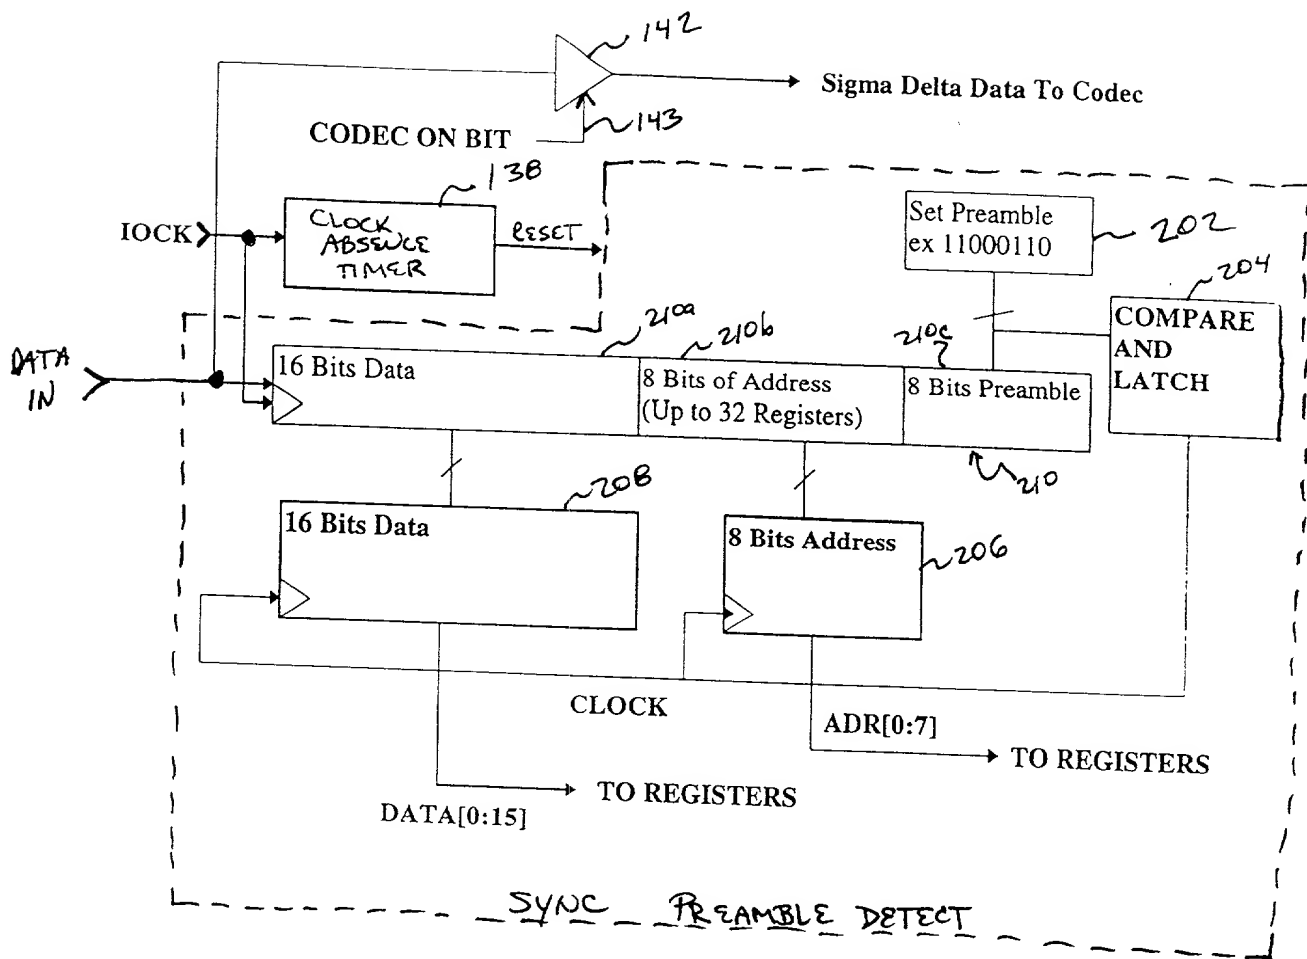 142
Sigma Delta Data To Codec
CODEC ON BIT
143
138
IOCK
CLOCK
ABSENCE
TIMER
RESET
Set Preamble
ex 11000110
202
204
COMPARE
AND
LATCH
DATA
IN
210a
210b
210c
16 Bits Data
8 Bits of Address
(Up to 32 Registers)
8 Bits Preamble
210
208
16 Bits Data
8 Bits Address
206
CLOCK
ADR[0:7]
TO REGISTERS
TO REGISTERS
DATA[0:15]
SYNC PREAMBLE DETECT